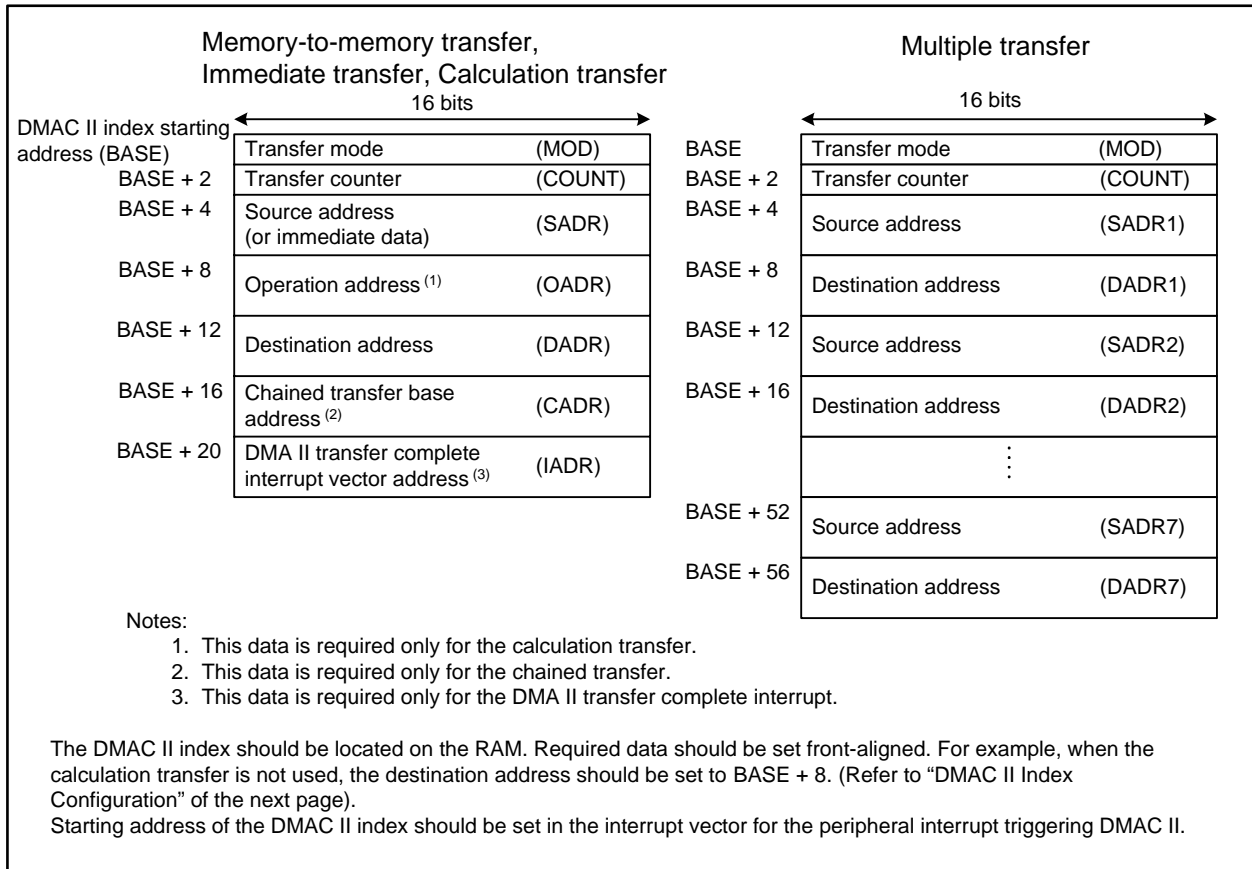 Memory-to-memory transfer,
Immediate transfer, Calculation transfer
16 bits
DMAC II index starting
address (BASE)
Transfer mode (MOD)
BASE + 2 Transfer counter (COUNT)
BASE + 4 Source address
(or immediate data) (SADR)
BASE + 8 Operation address (1) (OADR)
BASE + 12 Destination address (DADR)
BASE + 16 Chained transfer base
address (2) (CADR)
BASE + 20 DMA II transfer complete
interrupt vector address (3) (IADR)
Multiple transfer
16 bits
BASE Transfer mode (MOD)
BASE + 2 Transfer counter (COUNT)
BASE + 4 Source address (SADR1)
BASE + 8 Destination address (DADR1)
BASE + 12 Source address (SADR2)
BASE + 16 Destination address (DADR2)
BASE + 52 Source address (SADR7)
BASE + 56 Destination address (DADR7)
Notes:
1. This data is required only for the calculation transfer.
2. This data is required only for the chained transfer.
3. This data is required only for the DMA II transfer complete interrupt.
The DMAC II index should be located on the RAM. Required data should be set front-aligned. For example, when the
calculation transfer is not used, the destination address should be set to BASE + 8. (Refer to “DMAC II Index
Configuration” of the next page).
Starting address of the DMAC II index should be set in the interrupt vector for the peripheral interrupt triggering DMAC II.